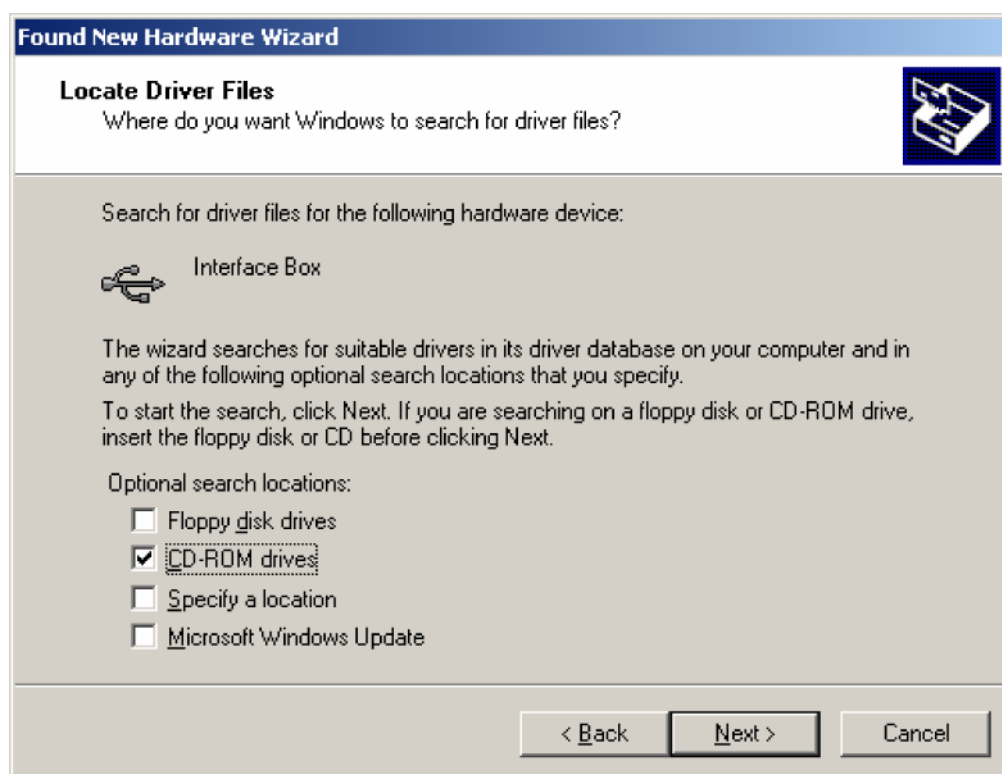 Found New Hardware Wizard
Locate Driver Files
Where do you want Windows to search for driver files?
Search for driver files for the following hardware device:
Interface Box
The wizard searches for suitable drivers in its driver database on your computer and in
any of the following optional search locations that you specify.
To start the search, click Next. If you are searching on a floppy disk or CD-ROM drive,
insert the floppy disk or CD before clicking Next.
Optional search locations:
Floppy disk drives
CD-ROM drives
Specify a location
Microsoft Windows Update
< Back Next > Cancel